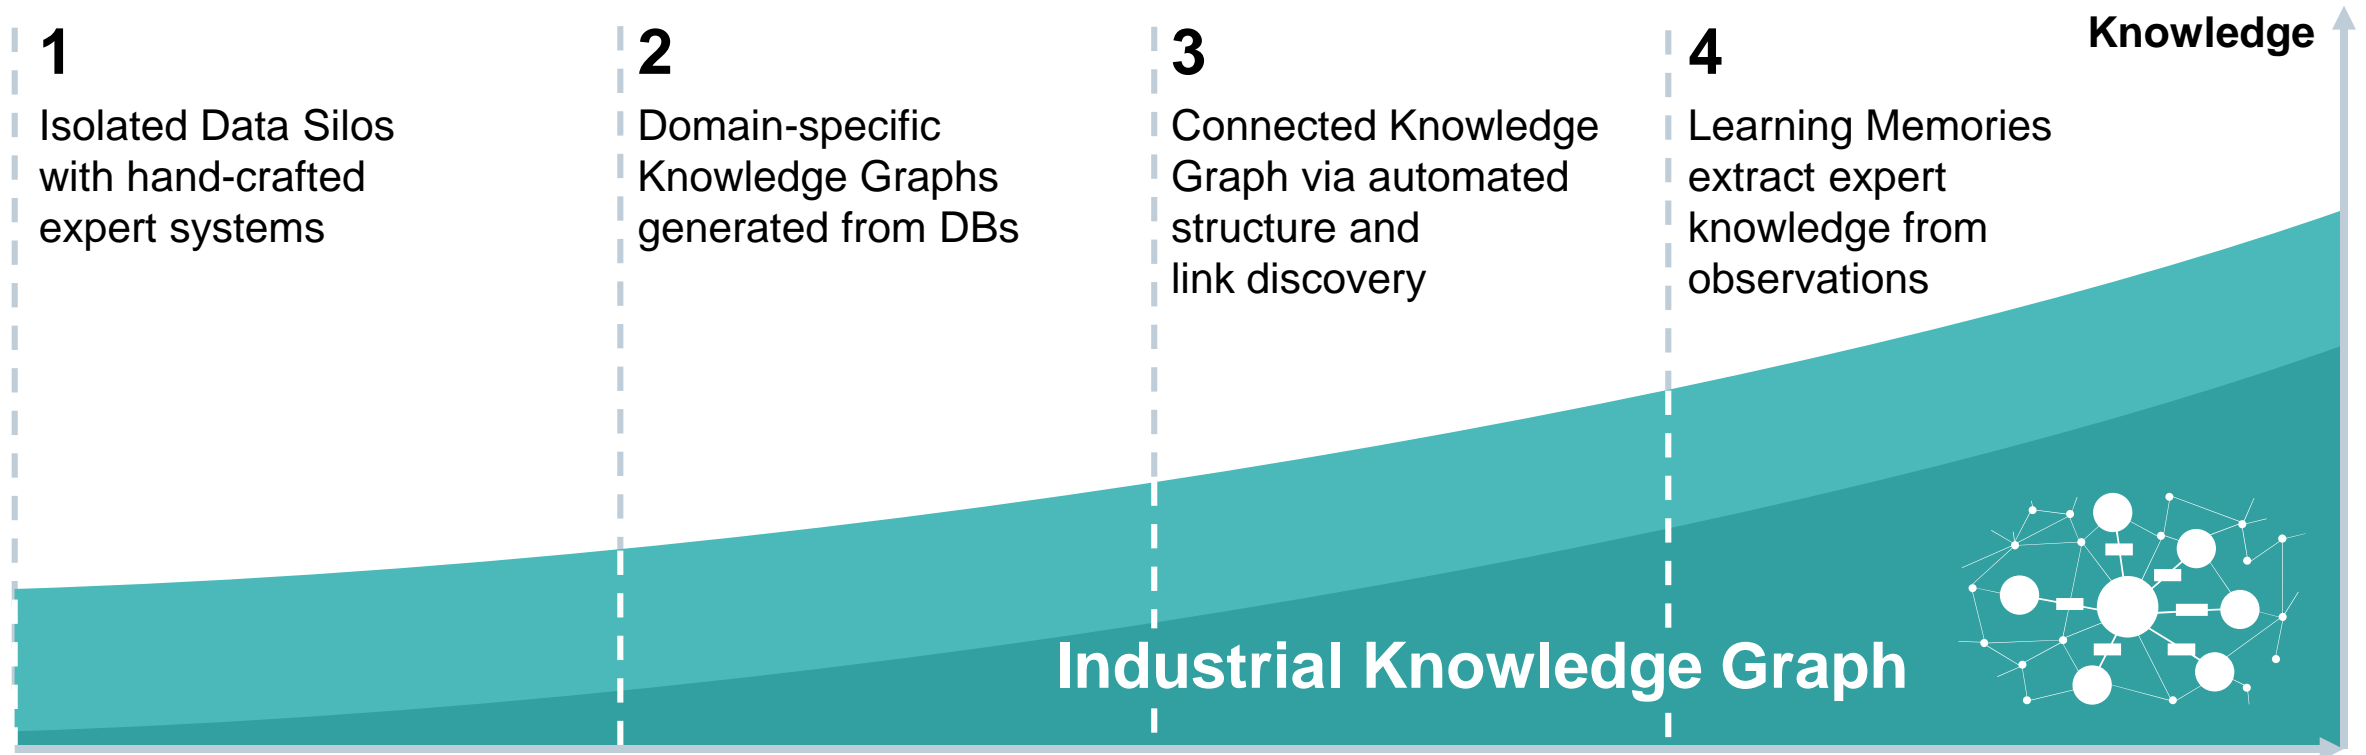 1
Isolated Data Silos
with hand-crafted
expert systems
2
Domain-specific
Knowledge Graphs
generated from DBs
3
Connected Knowledge
Graph via automated
structure and
link discovery
4
Learning Memories
extract expert
knowledge from
observations
Knowledge
Industrial Knowledge Graph